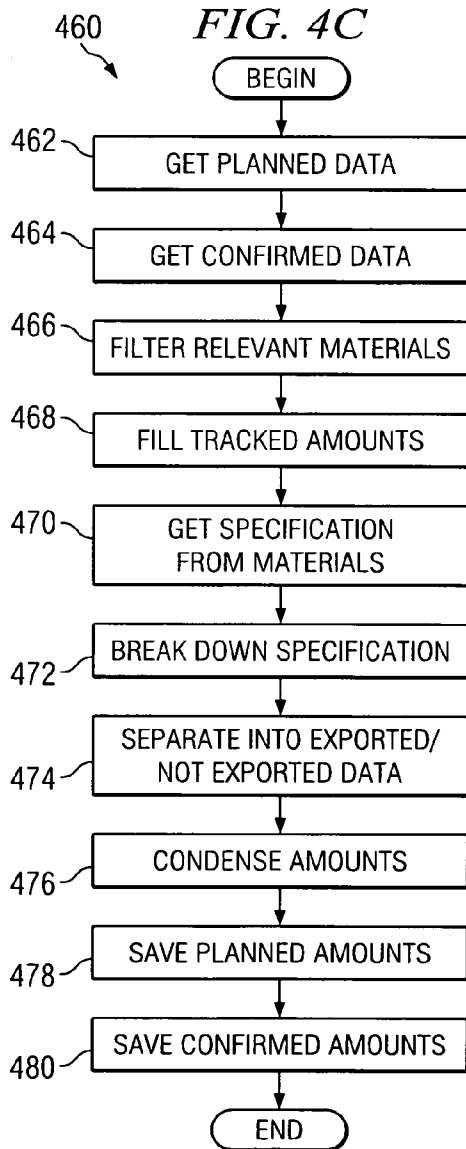 460
FIG. 4C
BEGIN
462
GET PLANNED DATA
464
GET CONFIRMED DATA
466
FILTER RELEVANT MATERIALS
468
FILL TRACKED AMOUNTS
470
GET SPECIFICATION
FROM MATERIALS
472
BREAK DOWN SPECIFICATION
474
SEPARATE INTO EXPORTED/
NOT EXPORTED DATA
476
CONDENSE AMOUNTS
478
SAVE PLANNED AMOUNTS
480
SAVE CONFIRMED AMOUNTS
END